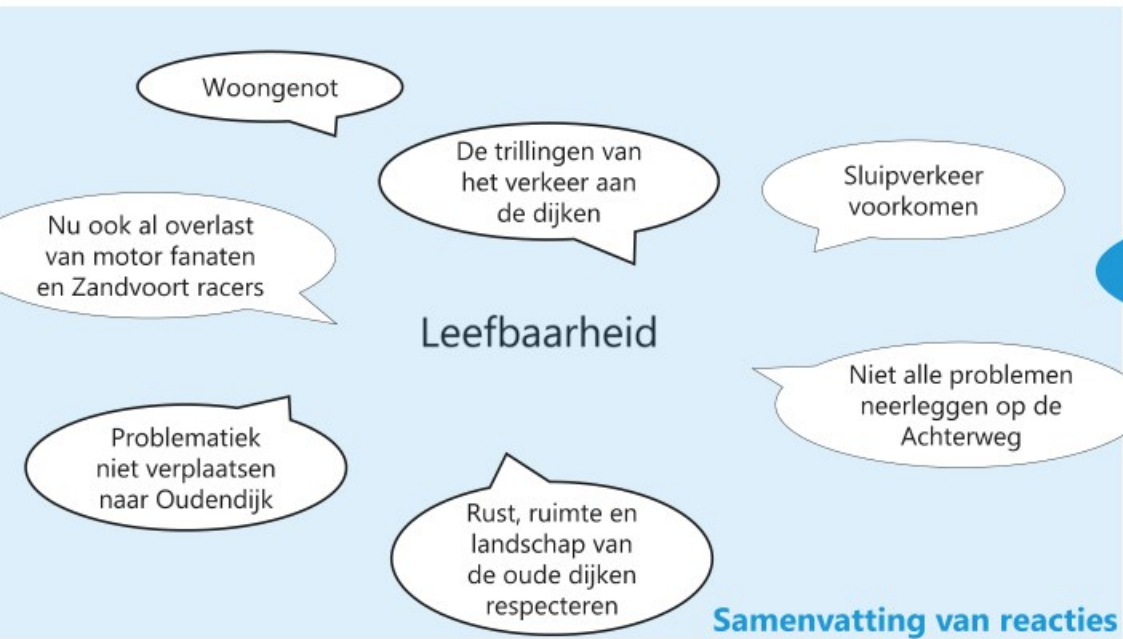 Woongenot
De trillingen van
het verkeer aan
de dijken
Sluipverkeer
voorkomen
Nu ook al overlast
van motor fanaten
en Zandvoort racers
Leefbaarheid
Niet alle problemen
neerleggen op de
Achterweg
Problematiek
niet verplaatsen
naar Oudendijk
Rust, ruimte en
landschap van
de oude dijken
respecteren
Samenvatting van reacties